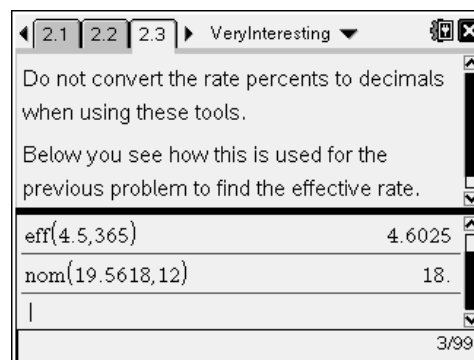 2.1 2.2 2.3 VeryInteresting
Do not convert the rate percents to decimals
when using these tools.
Below you see how this is used for the
previous problem to find the effective rate.
eff(4.5,365) 4.6025
nom(19.5618,12) 18.
3/99